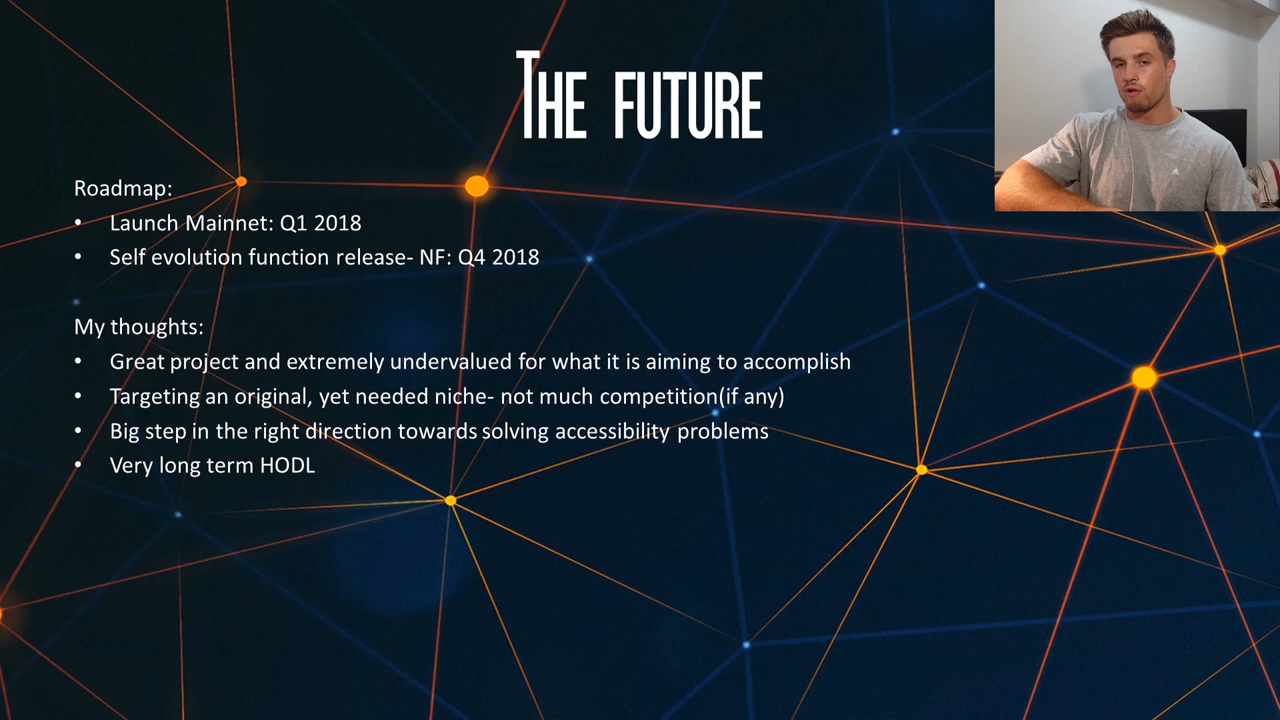 The future
Roadmap:
• Launch Mainnet: Q1 2018
• Self evolution function release- NF: Q4 2018
My thoughts:
• Great project and extremely undervalued for what it is aiming to accomplish
• Targeting an original, yet needed niche- not much competition(if any)
• Big step in the right direction towards solving accessibility problems
• Very long term HODL